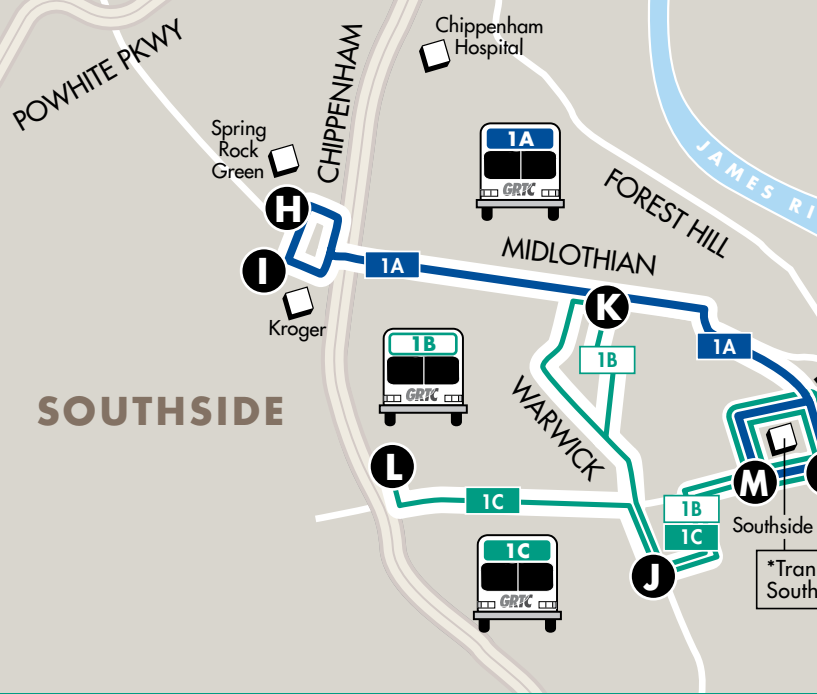 Chippenham
Hospital
POWHITE PKWY
CHIPPENHAM
Spring
Rock
Green
1A
GRTC
JAMES RI
FOREST HILL
H
MIDLOTHIAN
I
1A
K
Kroger
1B
GRTC
1B
1A
WARWICK
SOUTHSIDE
L
M
1C
1B
1C
Southside
1C
GRTC
J
*Tran
South